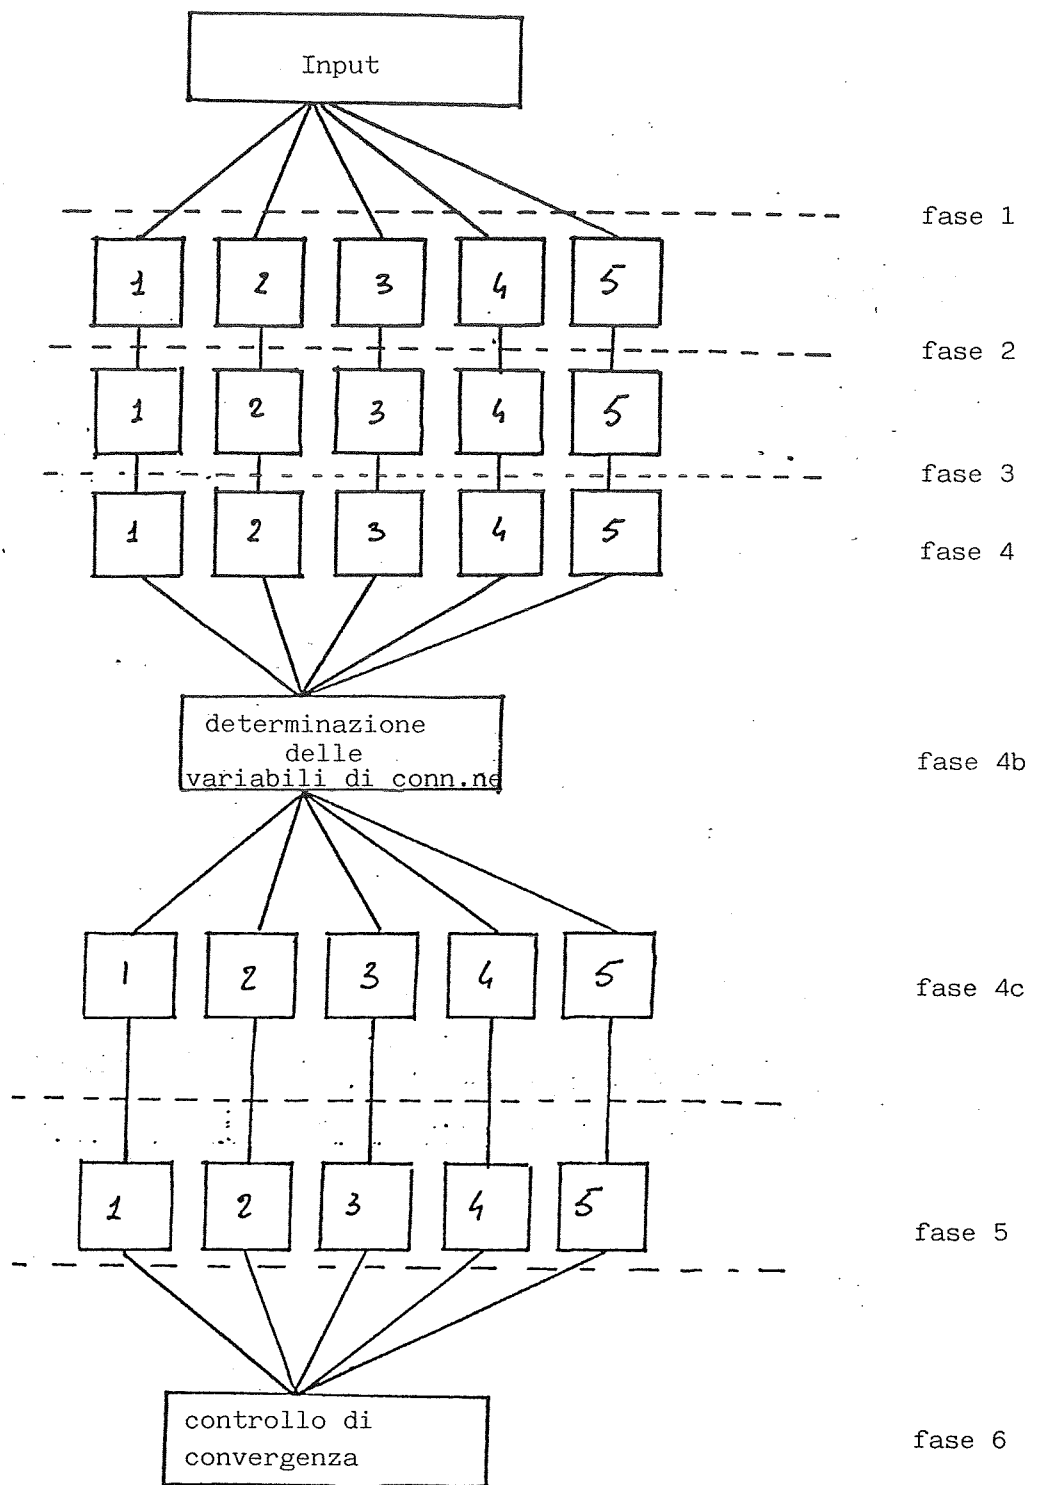 Input
fase 1
1 2 3 4 5
fase 2
1 2 3 4 5
fase 3
1 2 3 4 5
fase 4
determinazione
delle
variabili di conn.ne
fase 4b
1 2 3 4 5
fase 4c
1 2 3 4 5
fase 5
controllo di
convergenza
fase 6